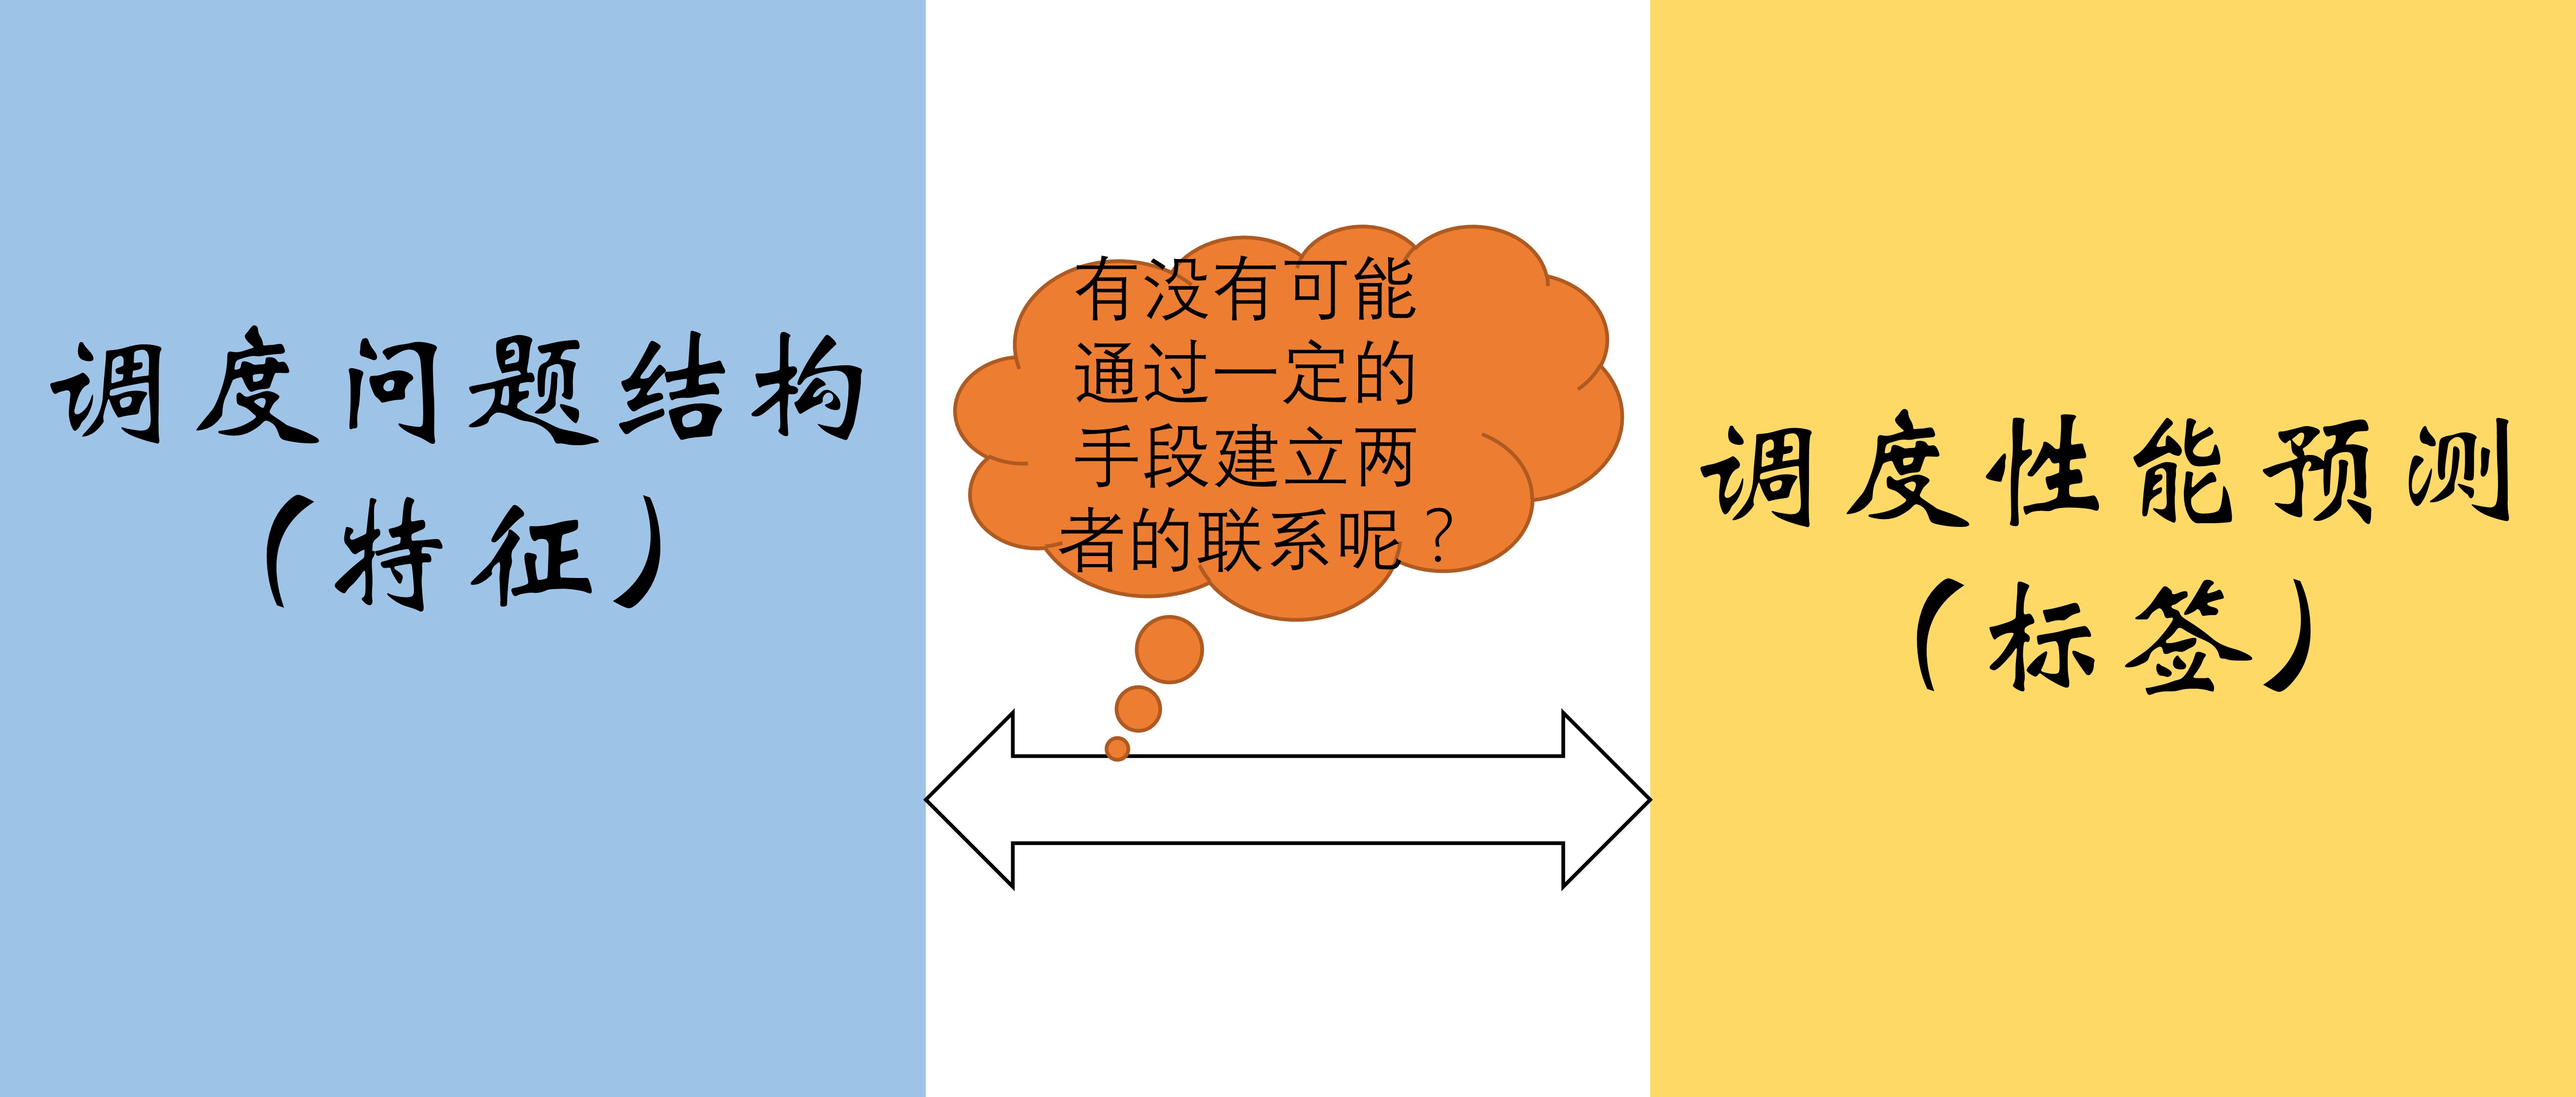 调度问题结构
（特征）
有没有可能
通过一定的
手段建立两
者的联系呢？
调度性能预测
（标签）